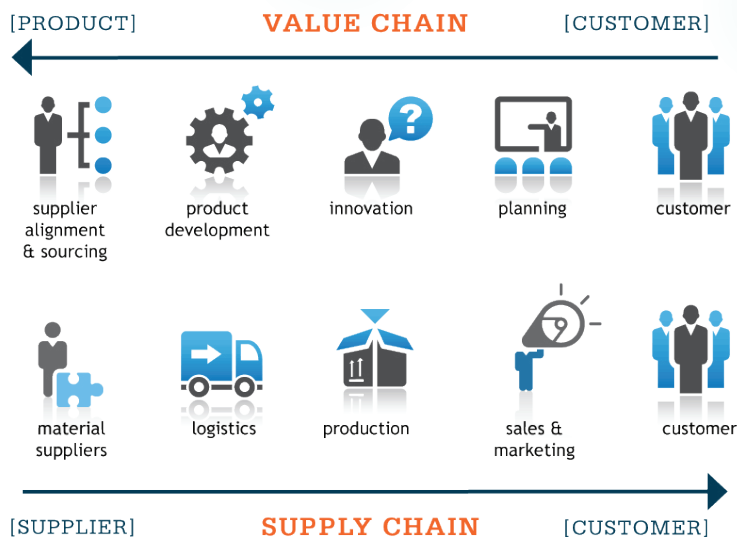 [PRODUCT] VALUE CHAIN [CUSTOMER]
?
supplier
alignment
& sourcing
product
development
innovation
planning
customer
material
suppliers
logistics
production
sales &
marketing
customer
[SUPPLIER] SUPPLY CHAIN [CUSTOMER]